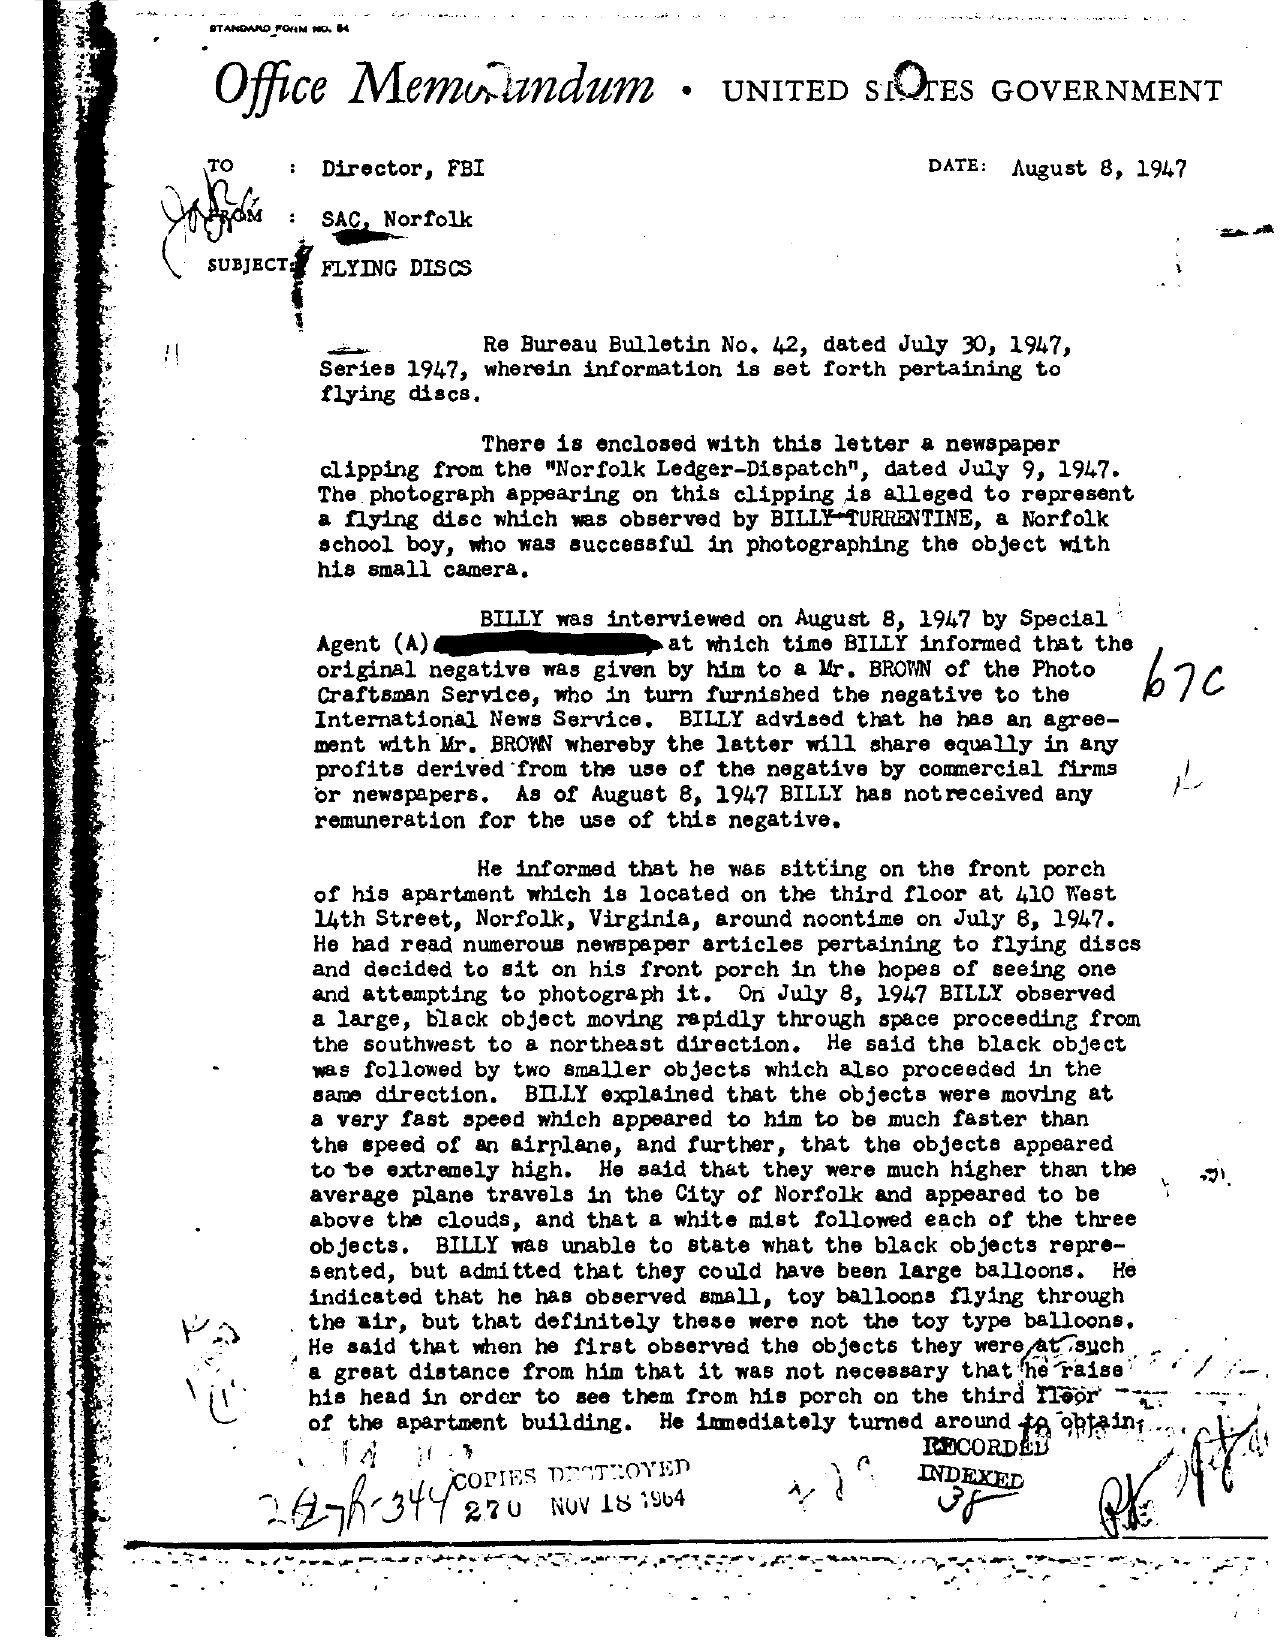 STANDARD FORM NO. 64
Office Memorandum • UNITED STATES GOVERNMENT
TO : Director, FBI DATE: August 8, 1947
FROM : SAC, Norfolk
SUBJECT: FLYING DISCS
Re Bureau Bulletin No. 42, dated July 30, 1947,
Series 1947, wherein information is set forth pertaining to
flying discs.
There is enclosed with this letter a newspaper
clipping from the "Norfolk Ledger-Dispatch", dated July 9, 1947.
The photograph appearing on this clipping is alleged to represent
a flying disc which was observed by BILLY TURRENTINE, a Norfolk
school boy, who was successful in photographing the object with
his small camera.
BILLY was interviewed on August 8, 1947 by Special
Agent (A) at which time BILLY informed that the
original negative was given by him to a Mr. BROWN of the Photo
Craftsman Service, who in turn furnished the negative to the
International News Service. BILLY advised that he has an agree-
ment with Mr. BROWN whereby the latter will share equally in any
profits derived from the use of the negative by commercial firms
or newspapers. As of August 8, 1947 BILLY has notreceived any
remuneration for the use of this negative.
b7C
He informed that he was sitting on the front porch
of his apartment which is located on the third floor at 410 West
14th Street, Norfolk, Virginia, around noontime on July 8, 1947.
He had read numerous newspaper articles pertaining to flying discs
and decided to sit on his front porch in the hopes of seeing one
and attempting to photograph it. On July 8, 1947 BILLY observed
a large, black object moving rapidly through space proceeding from
the southwest to a northeast direction. He said the black object
was followed by two smaller objects which also proceeded in the
same direction. BILLY explained that the objects were moving at
a very fast speed which appeared to him to be much faster than
the speed of an airplane, and further, that the objects appeared
to be extremely high. He said that they were much higher than the
average plane travels in the City of Norfolk and appeared to be
above the clouds, and that a white mist followed each of the three
objects. BILLY was unable to state what the black objects repre-
sented, but admitted that they could have been large balloons. He
indicated that he has observed small, toy balloons flying through
the air, but that definitely these were not the toy type balloons.
He said that when he first observed the objects they were at such
a great distance from him that it was not necessary that he raise
his head in order to see them from his porch on the third floor
of the apartment building. He immediately turned around to obtain
RECORDED
INDEXED
38
COPIES DESTROYED
270 NOV 18 1964